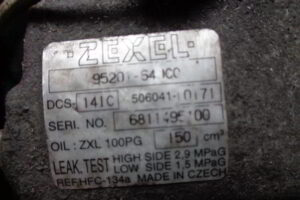 ZEXEL
95201-64JC0
DCS-141C 506041-0171
SERI. NO. 6811495100
OIL: ZXL 100PG 150 cm³
LEAK. TEST HIGH SIDE 2,9 MPaG
LOW SIDE 1,5 MPaG
REF.HFC-134a MADE IN CZECH